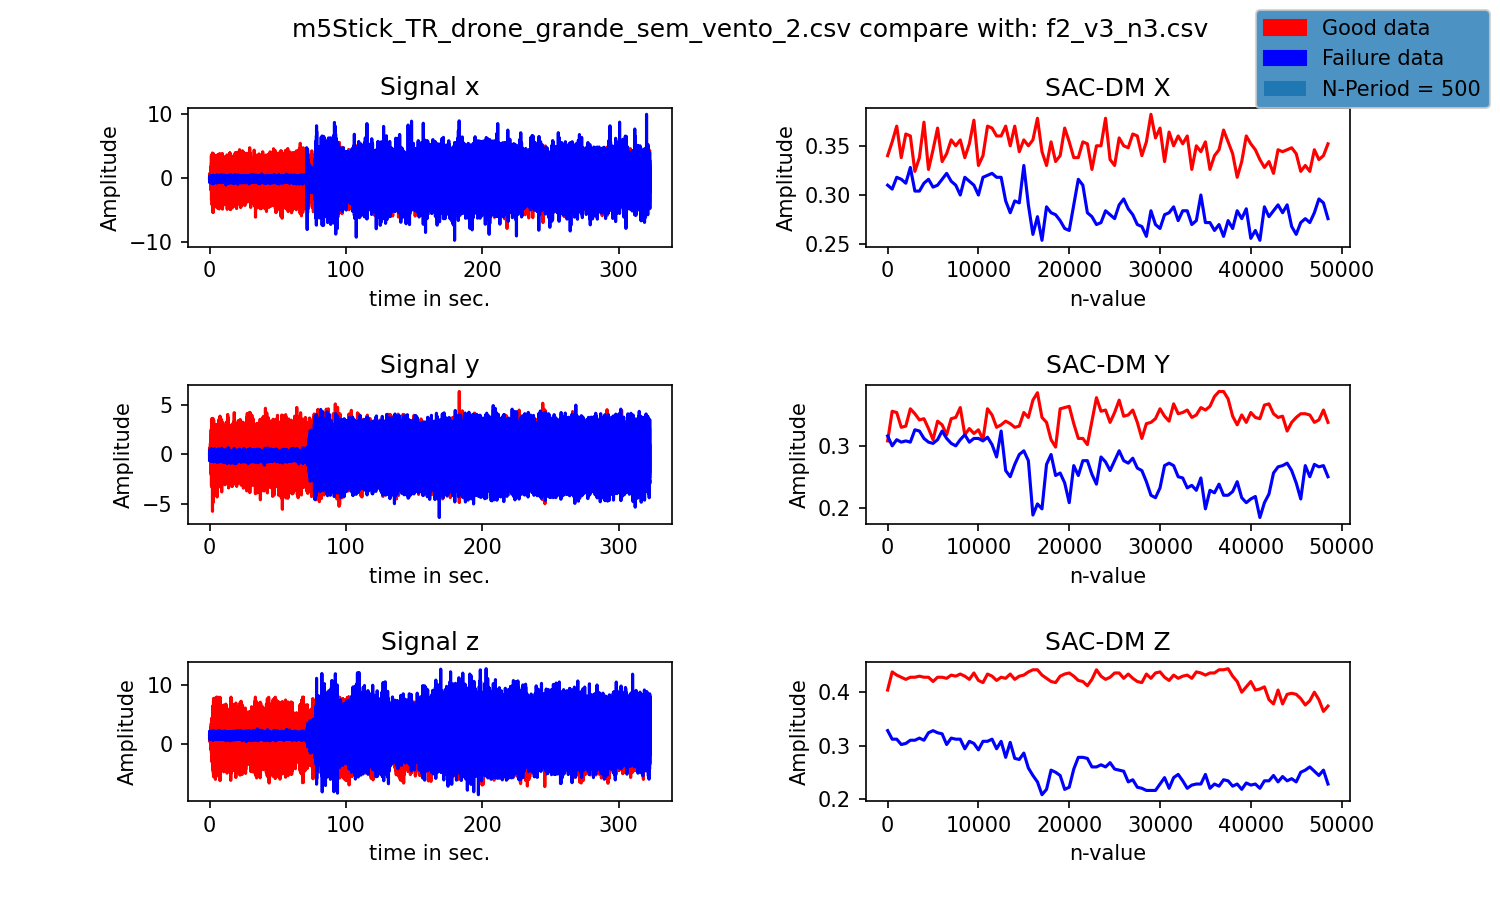 m5Stick_TR_drone_grande_sem_vento_2.csv compare with: f2_v3_n3.csv
Good data
Failure data
N-Period = 500
Signal x
Amplitude
10
0
−10
0 100 200 300
time in sec.
SAC-DM X
Amplitude
0.35
0.30
0.25
0 10000 20000 30000 40000 50000
n-value
Signal y
Amplitude
5
0
−5
0 100 200 300
time in sec.
SAC-DM Y
Amplitude
0.3
0.2
0 10000 20000 30000 40000 50000
n-value
Signal z
Amplitude
10
0
0 100 200 300
time in sec.
SAC-DM Z
Amplitude
0.4
0.3
0.2
0 10000 20000 30000 40000 50000
n-value